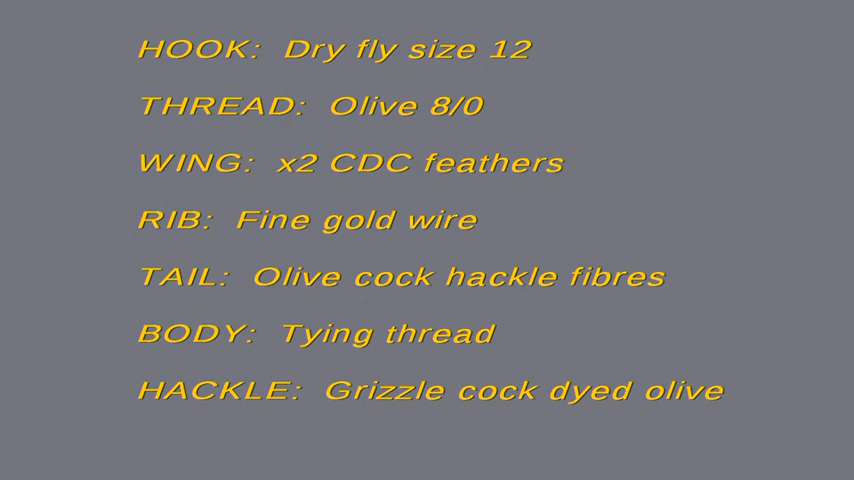 HOOK: Dry fly size 12
THREAD: Olive 8/0
WING: x2 CDC feathers
RIB: Fine gold wire
TAIL: Olive cock hackle fibres
BODY: Tying thread
HACKLE: Grizzle cock dyed olive